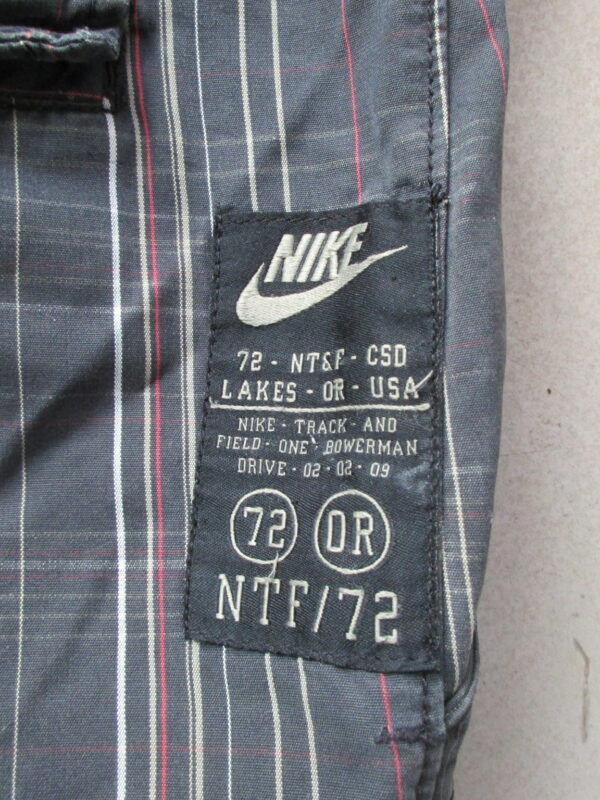 NIKE
72 - NT&F - CSD
LAKES - OR - USA
NIKE - TRACK - AND
FIELD - ONE - BOWERMAN
DRIVE - 02 - 02 - 09
72 OR
NTF/72